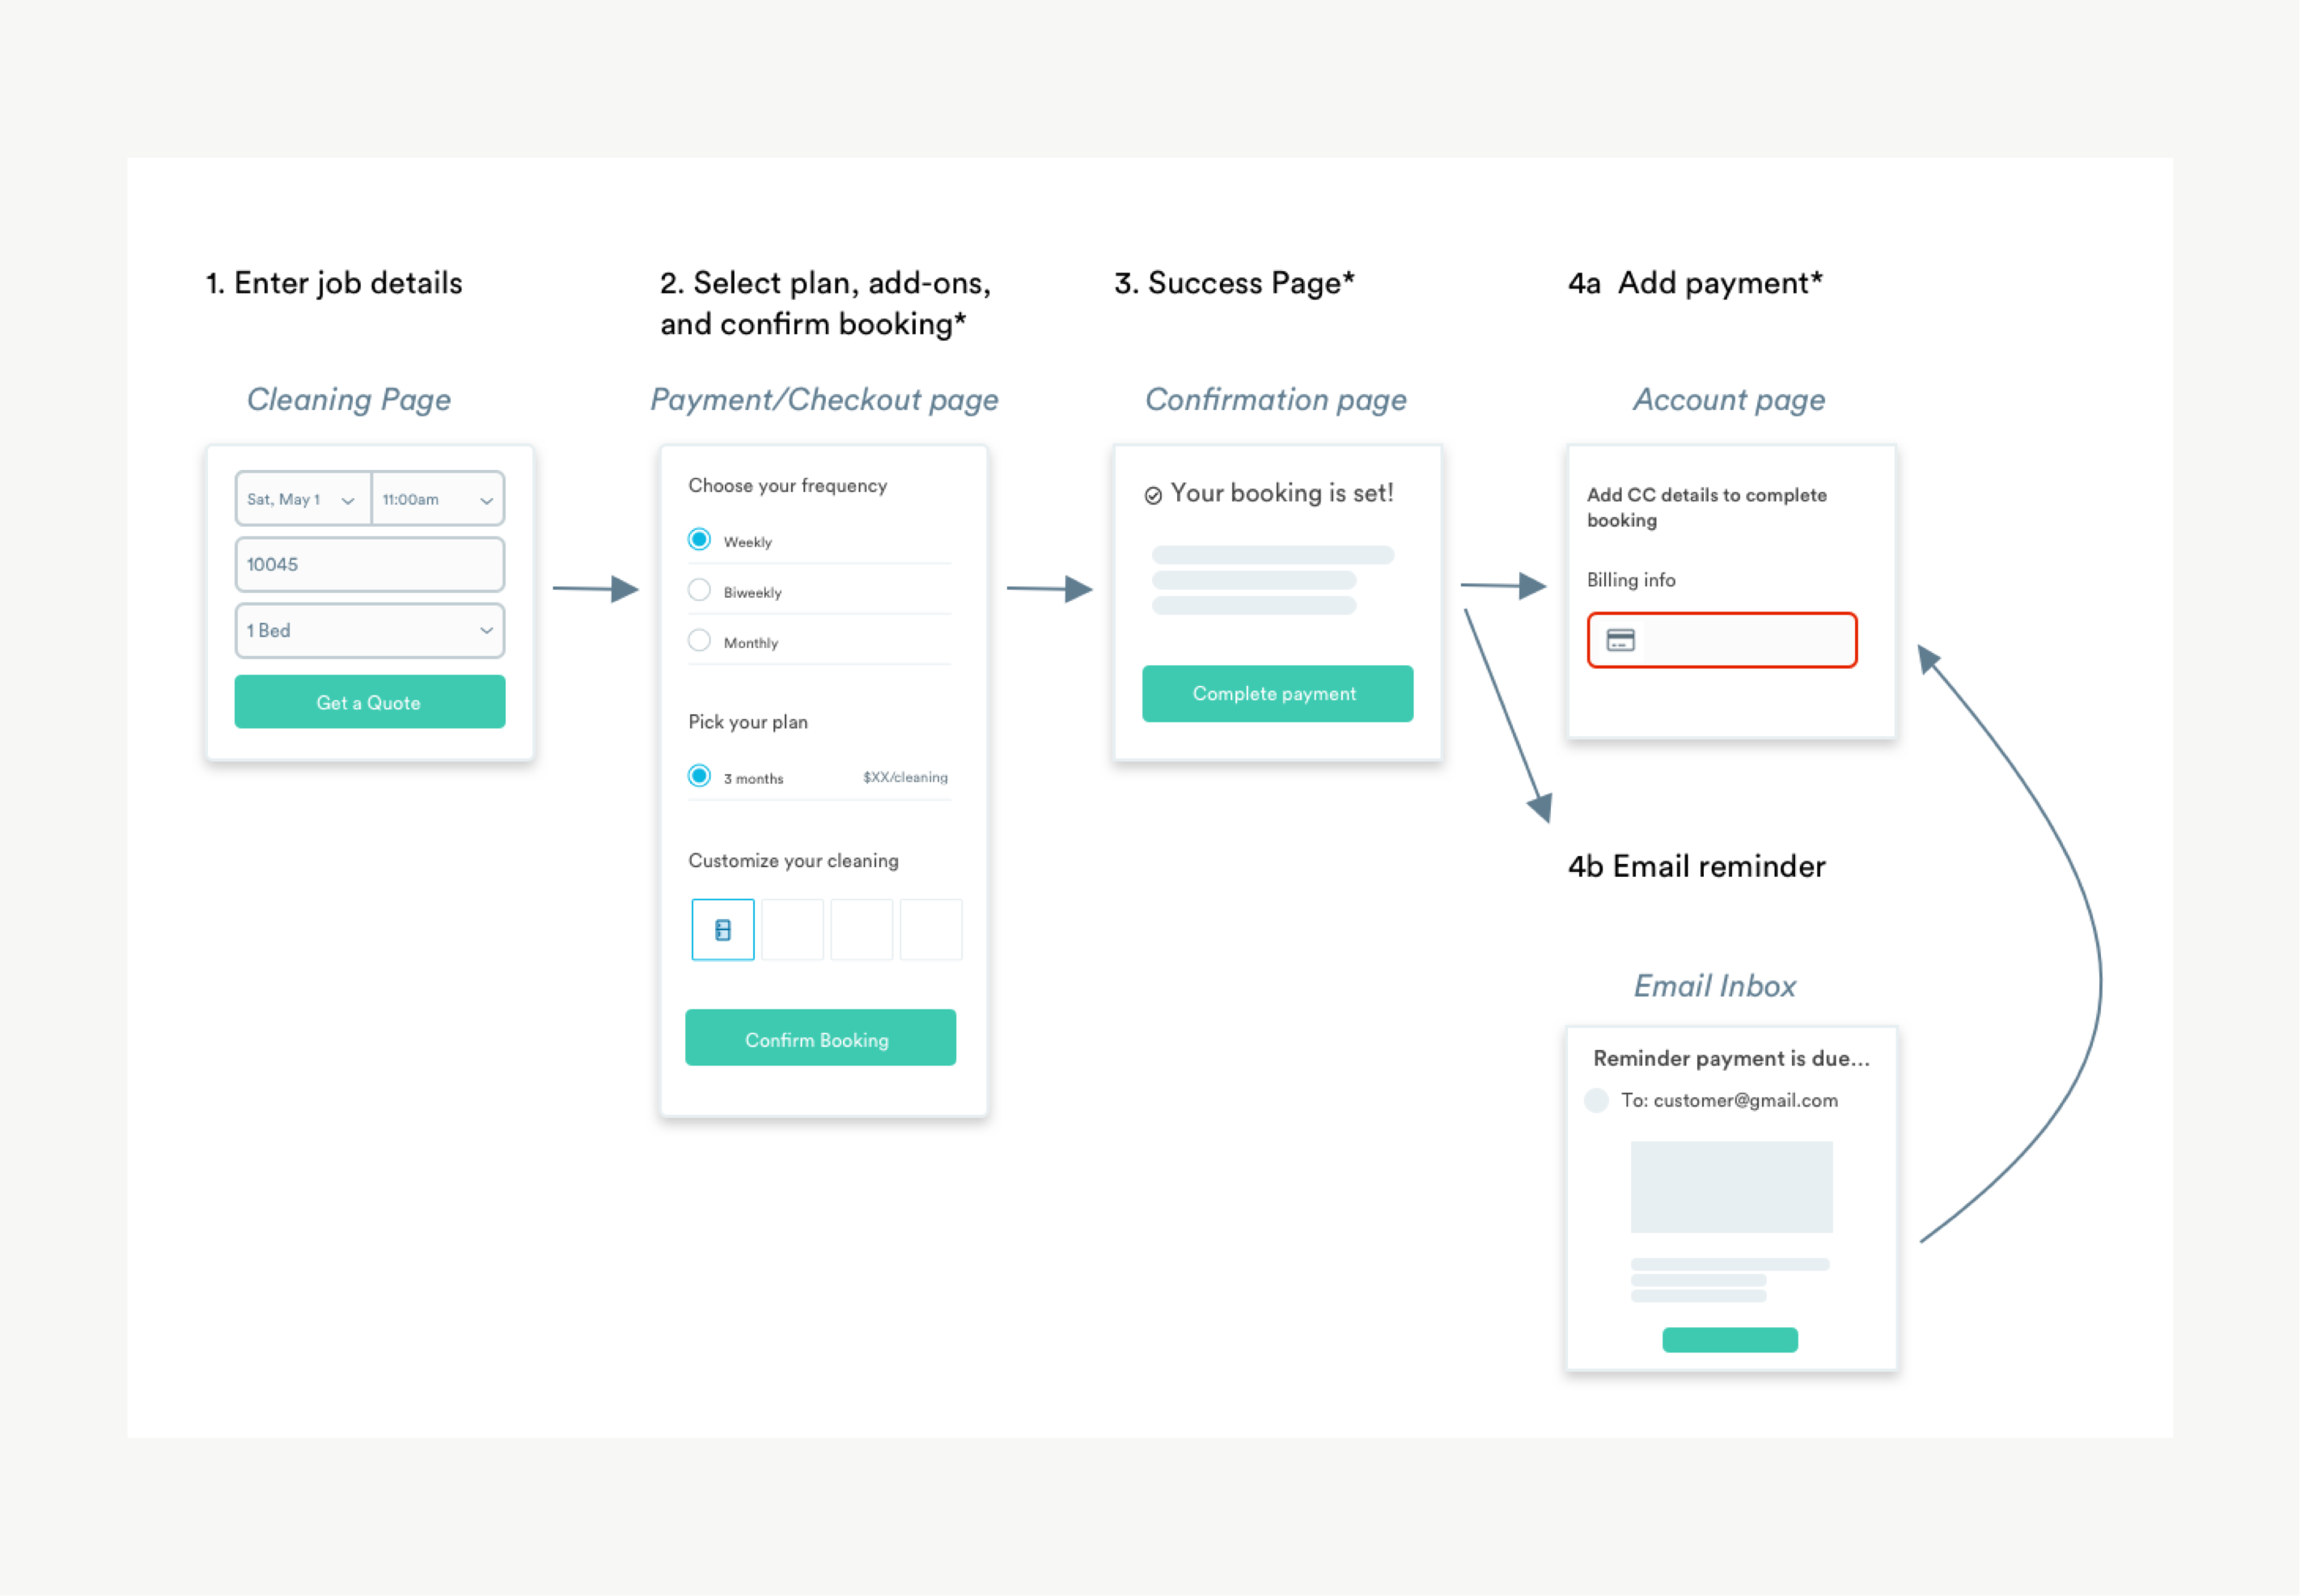 1. Enter job details
Cleaning Page
Sat, May 1
11:00am
10045
1 Bed
Get a Quote
2. Select plan, add-ons,
and confirm booking*
Payment/Checkout page
Choose your frequency
Weekly
Biweekly
Monthly
Pick your plan
3 months
$XX/cleaning
Customize your cleaning
Confirm Booking
3. Success Page*
Confirmation page
Your booking is set!
Complete payment
4a Add payment*
Account page
Add CC details to complete
booking
Billing info
4b Email reminder
Email Inbox
Reminder payment is due...
To: customer@gmail.com